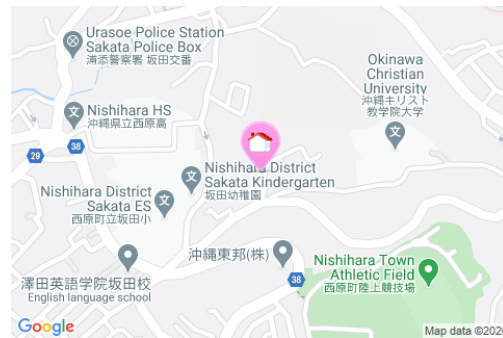 Urasoe Police Station
Sakata Police Box
浦添警察署 坂田交番
Okinawa
Christian
University
沖縄キリスト
教学院大学
Nishihara HS
沖縄県立西原高
38
29
Nishihara District
Sakata Kindergarten
坂田幼稚園
Nishihara District
Sakata ES
西原町立坂田小
沖縄東邦(株)
38
Nishihara Town
Athletic Field
西原町陸上競技場
澤田英語学院坂田校
English language school
Google
Map data ©202